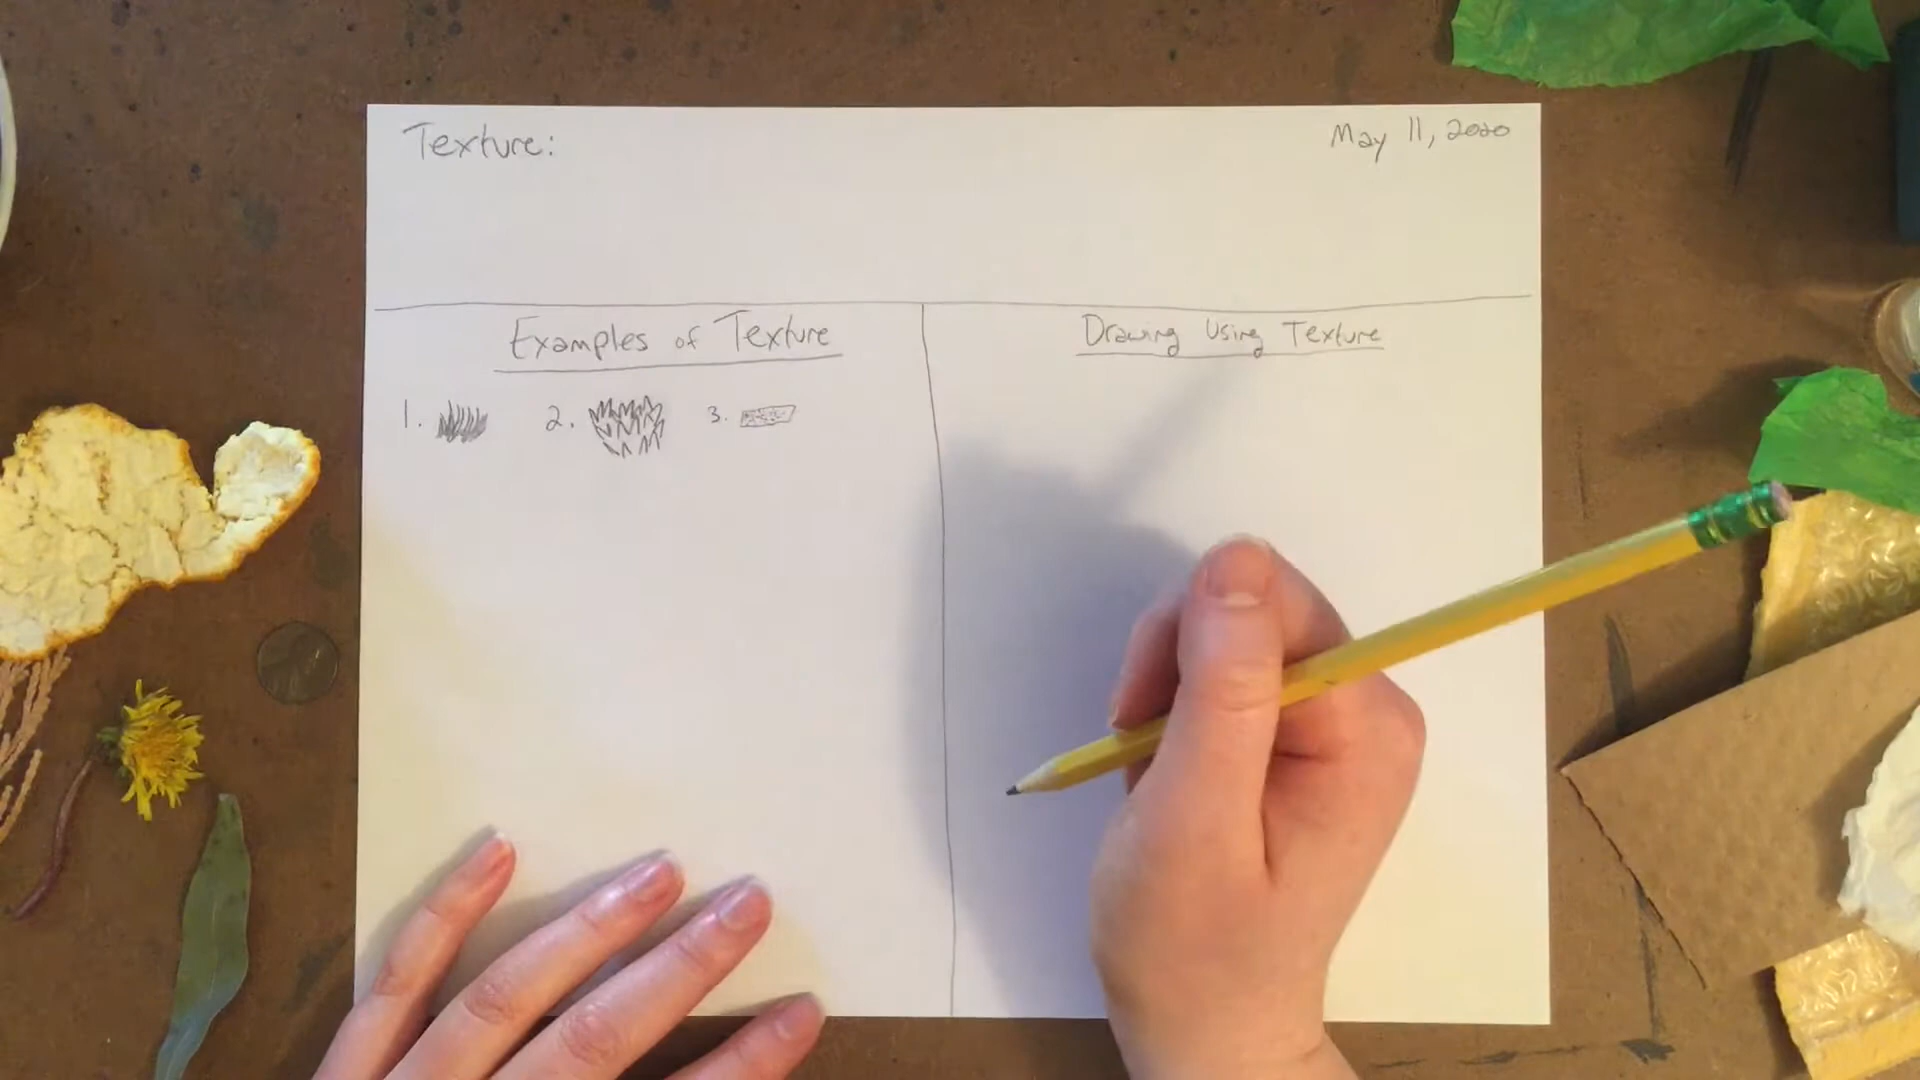 Texture:
May 11, 2020
Examples of Texture
Drawing Using Texture
1. 2. 3.